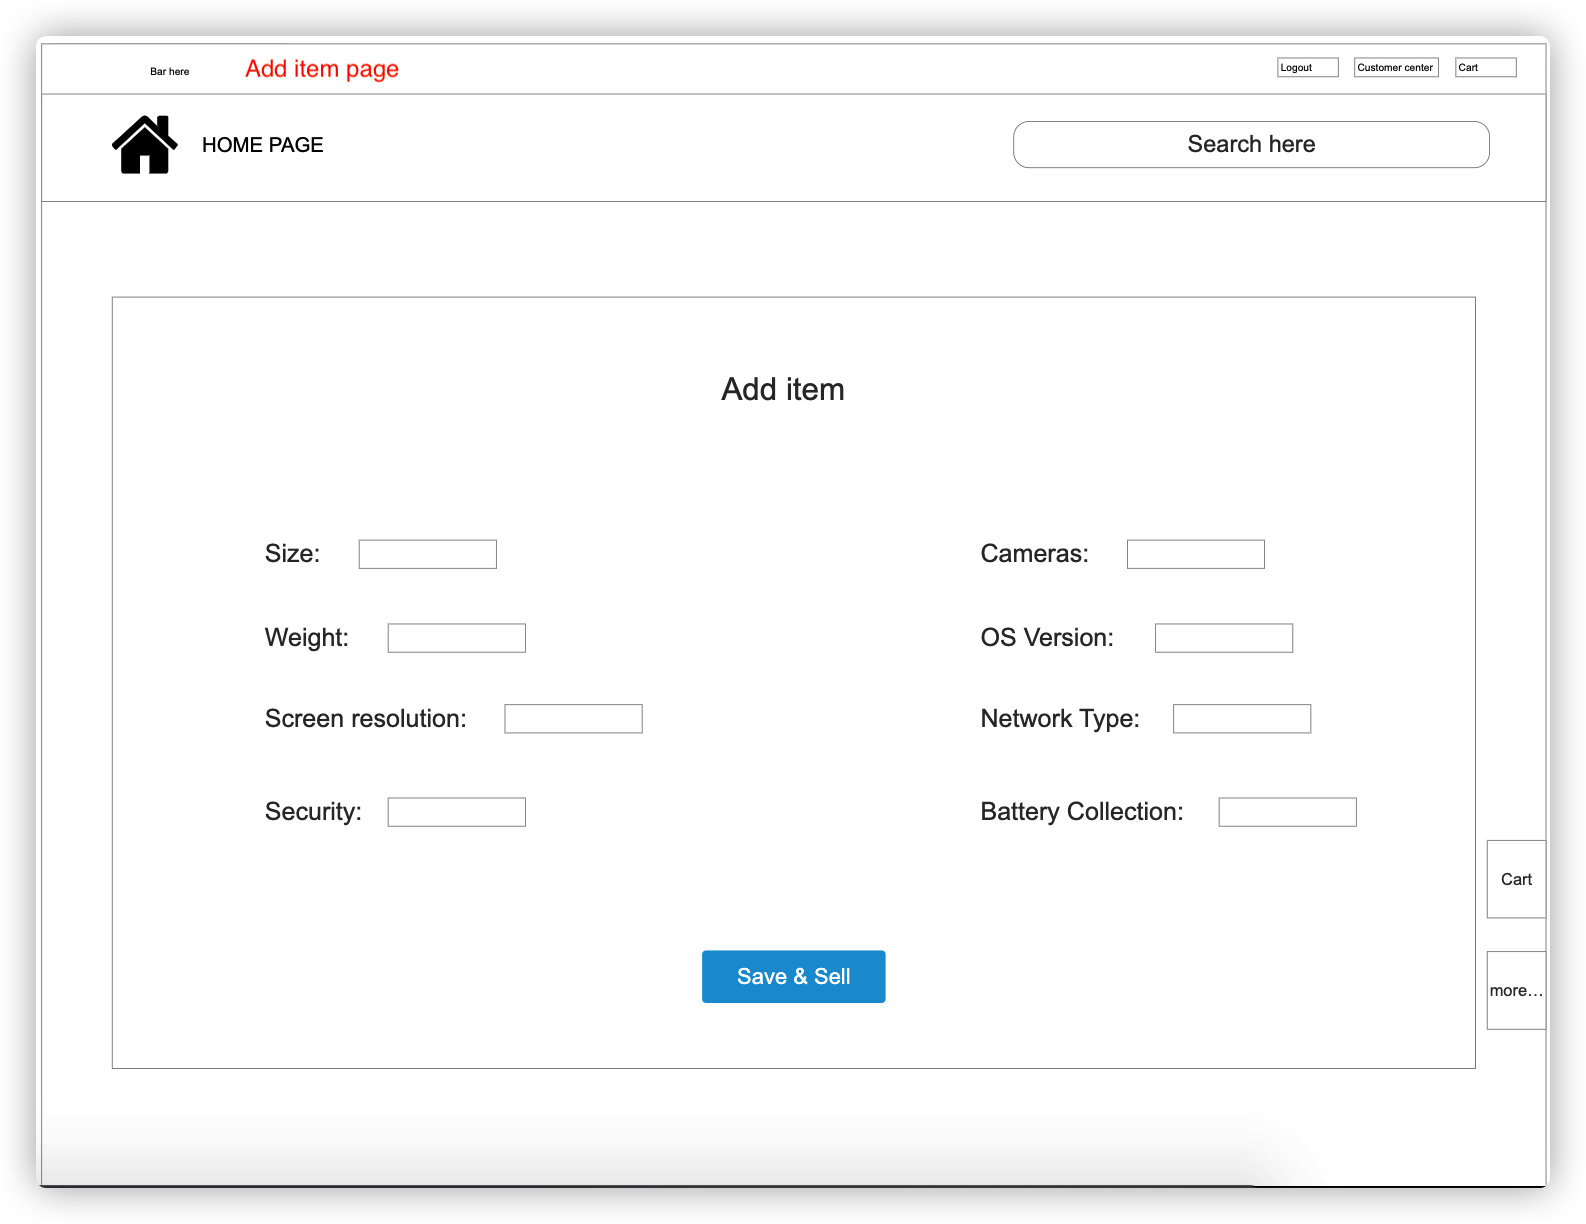 Bar here
Add item page
Logout
Customer center
Cart
HOME PAGE
Search here
Add item
Size:
Cameras:
Weight:
OS Version:
Screen resolution:
Network Type:
Security:
Battery Collection:
Cart
Save & Sell
more...